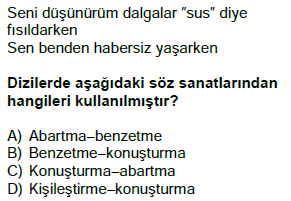 Seni düşünürüm dalgalar "sus" diye
fısıldarken
Sen benden habersiz yaşarken
Dizilerde aşağıdaki söz sanatlarından
hangileri kullanılmıştır?
A) Abartma–benzetme
B) Benzetme–konuşturma
C) Konuşturma–abartma
D) Kişileştirme–konuşturma